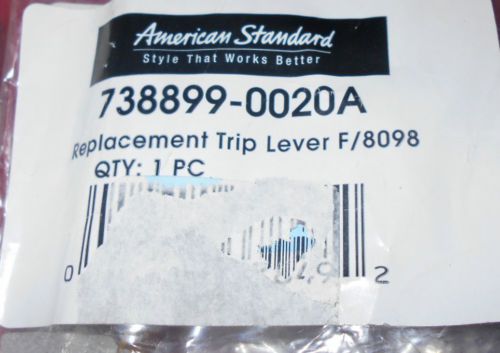 American Standard
Style That Works Better
738899-0020A
Replacement Trip Lever F/8098
QTY: 1 PC
0 2